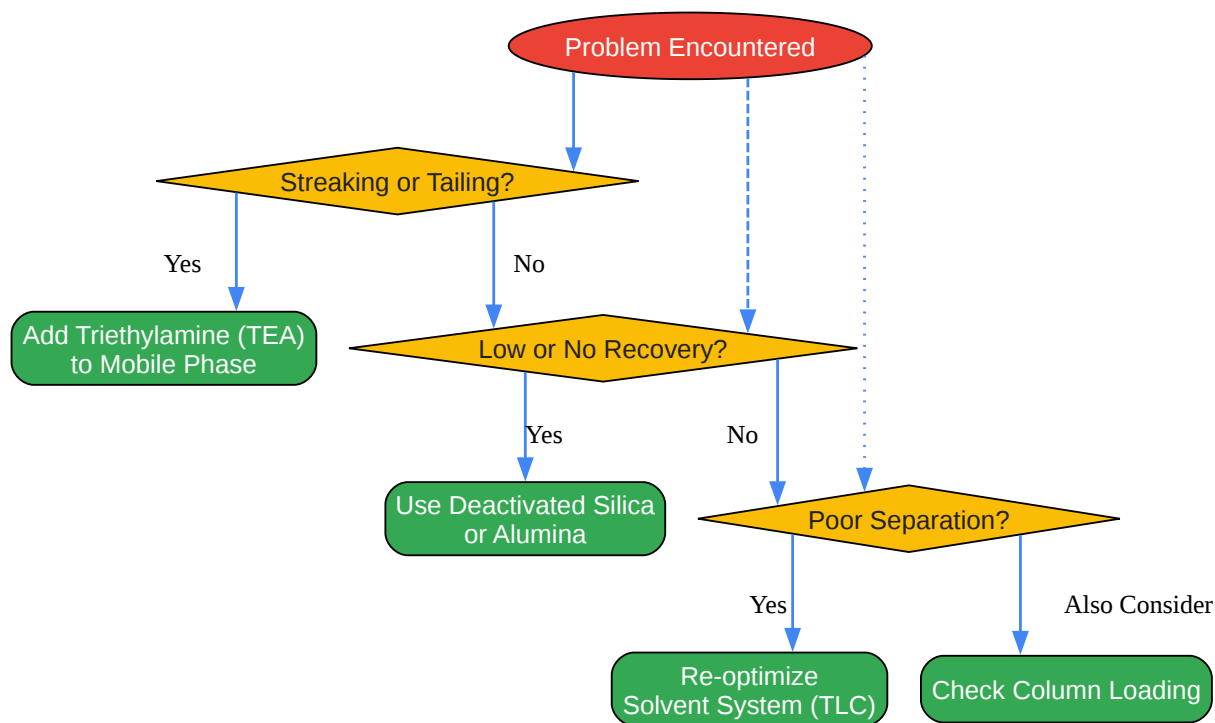 Problem Encountered
Streaking or Tailing?
Yes
No
Add Triethylamine (TEA)
to Mobile Phase
Low or No Recovery?
Yes
No
Use Deactivated Silica
or Alumina
Poor Separation?
Yes
Also Consider
Re-optimize
Solvent System (TLC)
Check Column Loading